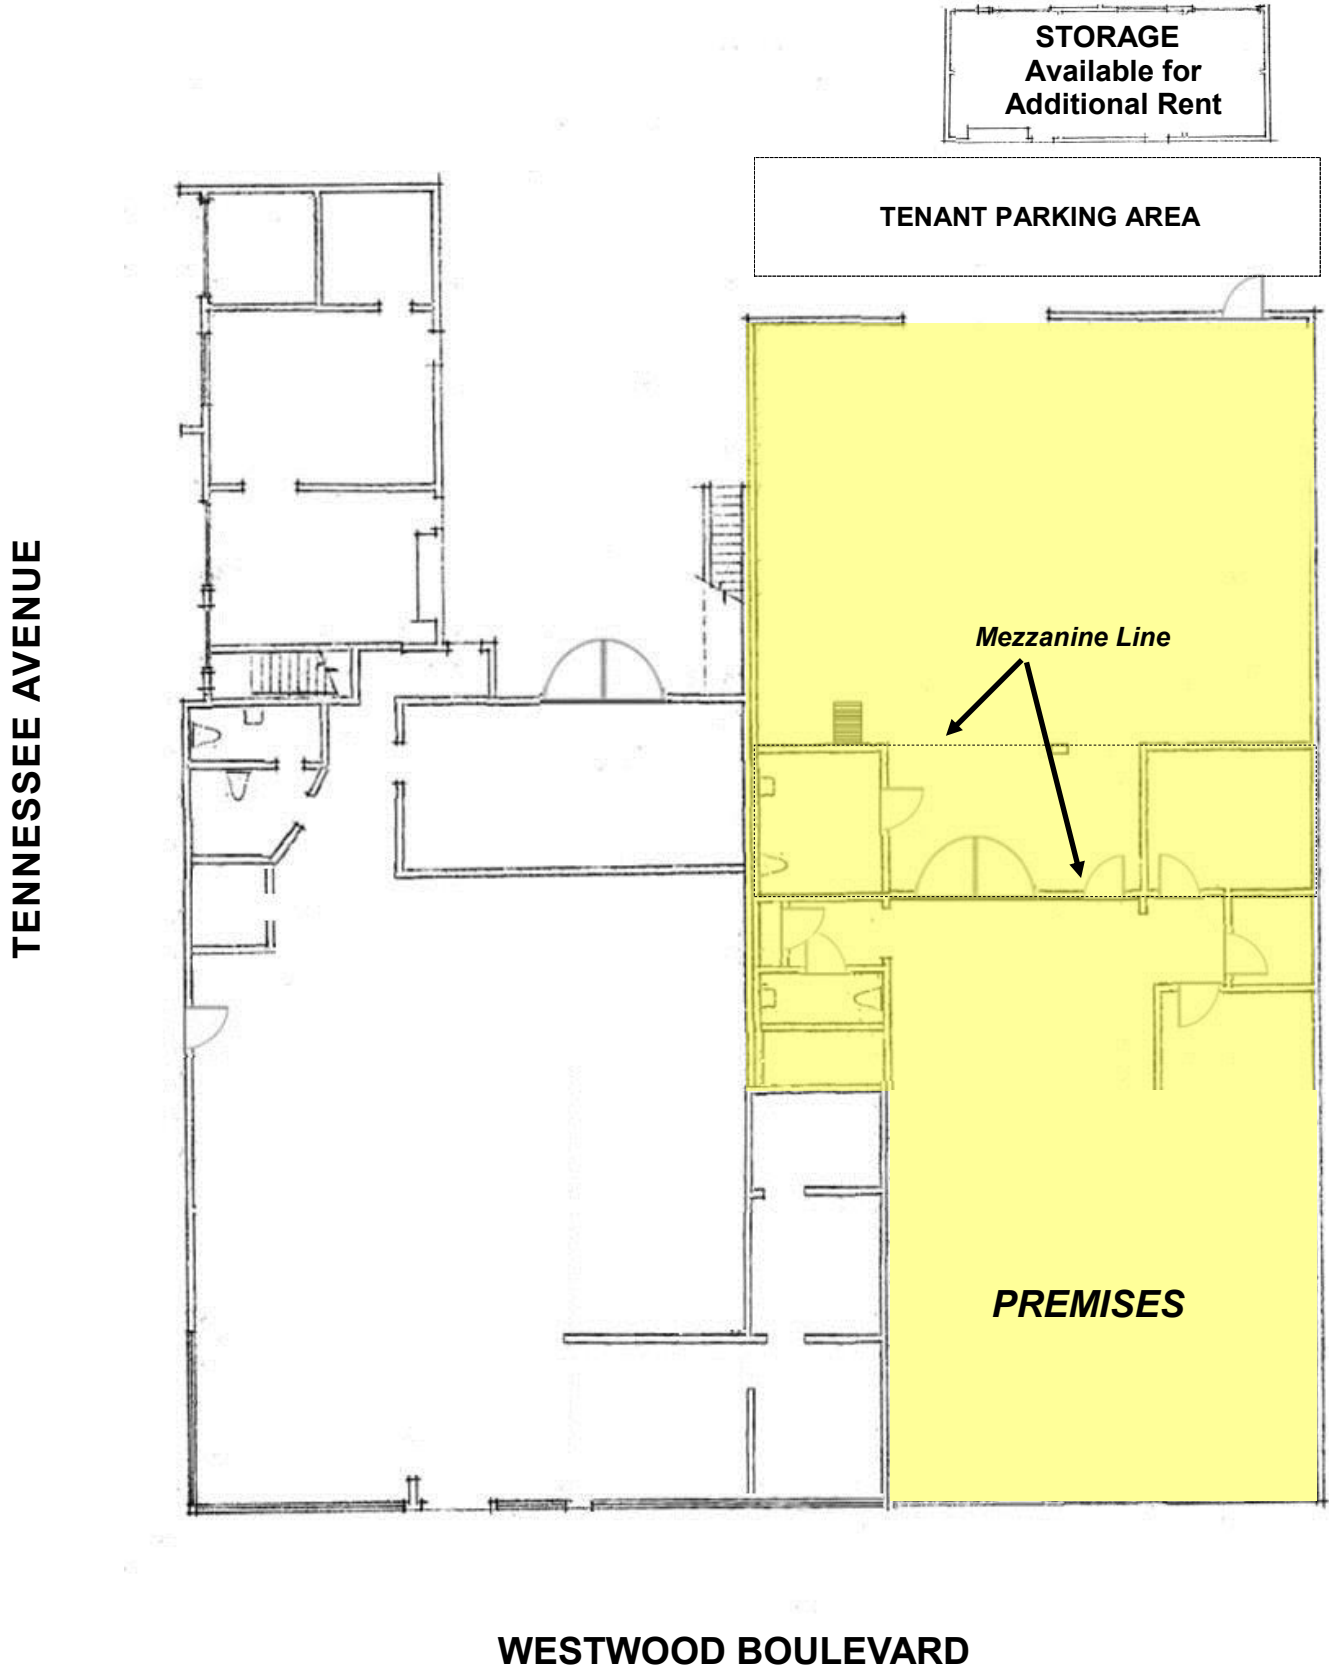 STORAGE
Available for
Additional Rent
TENANT PARKING AREA
TENNESSEE AVENUE
Mezzanine Line
PREMISES
WESTWOOD BOULEVARD